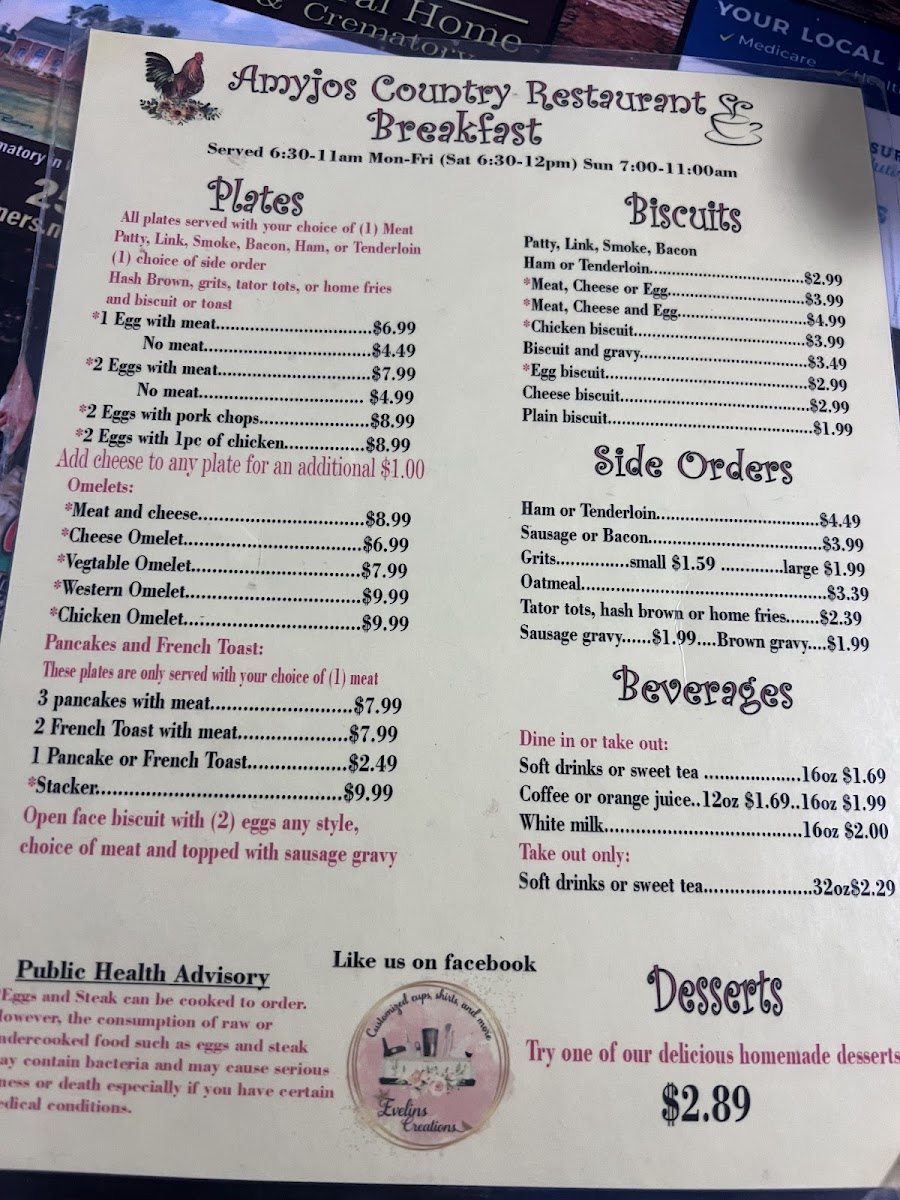 al Home
& Crematory
YOUR LOCAL
Medicare
Amyjos Country Restaurant
Breakfast
Served 6:30-11am Mon-Fri (Sat 6:30-12pm) Sun 7:00-11:00am
Plates
All plates served with your choice of (1) Meat
Patty, Link, Smoke, Bacon, Ham, or Tenderloin
(1) choice of side order
Hash Brown, grits, tator tots, or home fries
and biscuit or toast
*1 Egg with meat.....................................$6.99
No meat.......................................$4.49
*2 Eggs with meat....................................$7.99
No meat....................................... $4.99
*2 Eggs with pork chops..........................$8.99
*2 Eggs with 1pc of chicken...................$8.99
Add cheese to any plate for an additional $1.00
Omelets:
*Meat and cheese.....................................$8.99
*Cheese Omelet.......................................$6.99
*Vegtable Omelet.....................................$7.99
*Western Omelet......................................$9.99
*Chicken Omelet......................................$9.99
Pancakes and French Toast:
These plates are only served with your choice of (1) meat
3 pancakes with meat.............................$7.99
2 French Toast with meat......................$7.99
1 Pancake or French Toast...................$2.49
*Stacker..................................................$9.99
Open face biscuit with (2) eggs any style,
choice of meat and topped with sausage gravy
Biscuits
Patty, Link, Smoke, Bacon
Ham or Tenderloin....................................$2.99
*Meat, Cheese or Egg................................$3.99
*Meat, Cheese and Egg..............................$4.99
*Chicken biscuit.......................................$3.99
Biscuit and gravy......................................$3.49
*Egg biscuit..............................................$2.99
Cheese biscuit..........................................$2.99
Plain biscuit.............................................$1.99
Side Orders
Ham or Tenderloin....................................$4.49
Sausage or Bacon......................................$3.99
Grits...............small $1.59 .............large $1.99
Oatmeal....................................................$3.39
Tator tots, hash brown or home fries.......$2.39
Sausage gravy......$1.99....Brown gravy....$1.99
Beverages
Dine in or take out:
Soft drinks or sweet tea ....................16oz $1.69
Coffee or orange juice..12oz $1.69..16oz $1.99
White milk.........................................16oz $2.00
Take out only:
Soft drinks or sweet tea......................32oz$2.29
Public Health Advisory
Eggs and Steak can be cooked to order.
However, the consumption of raw or
undercooked food such as eggs and steak
may contain bacteria and may cause serious
illness or death especially if you have certain
medical conditions.
Like us on facebook
Customized cups, shirts, and more
Evelins
Creations
Desserts
Try one of our delicious homemade desserts
$2.89